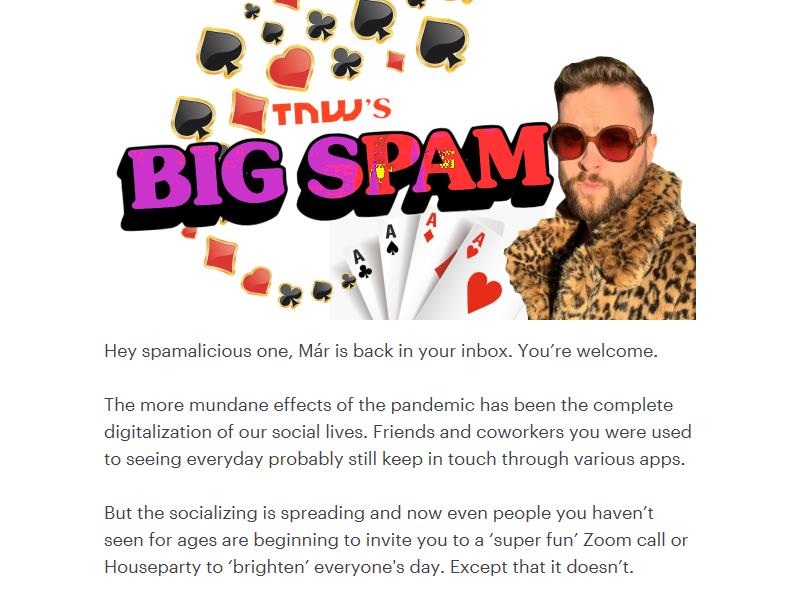 TNW'S
BIG SPAM
A
A
A
A
Hey spamalicious one, Már is back in your inbox. You’re welcome.
The more mundane effects of the pandemic has been the complete
digitalization of our social lives. Friends and coworkers you were used
to seeing everyday probably still keep in touch through various apps.
But the socializing is spreading and now even people you haven’t
seen for ages are beginning to invite you to a ‘super fun’ Zoom call or
Houseparty to ‘brighten’ everyone's day. Except that it doesn’t.